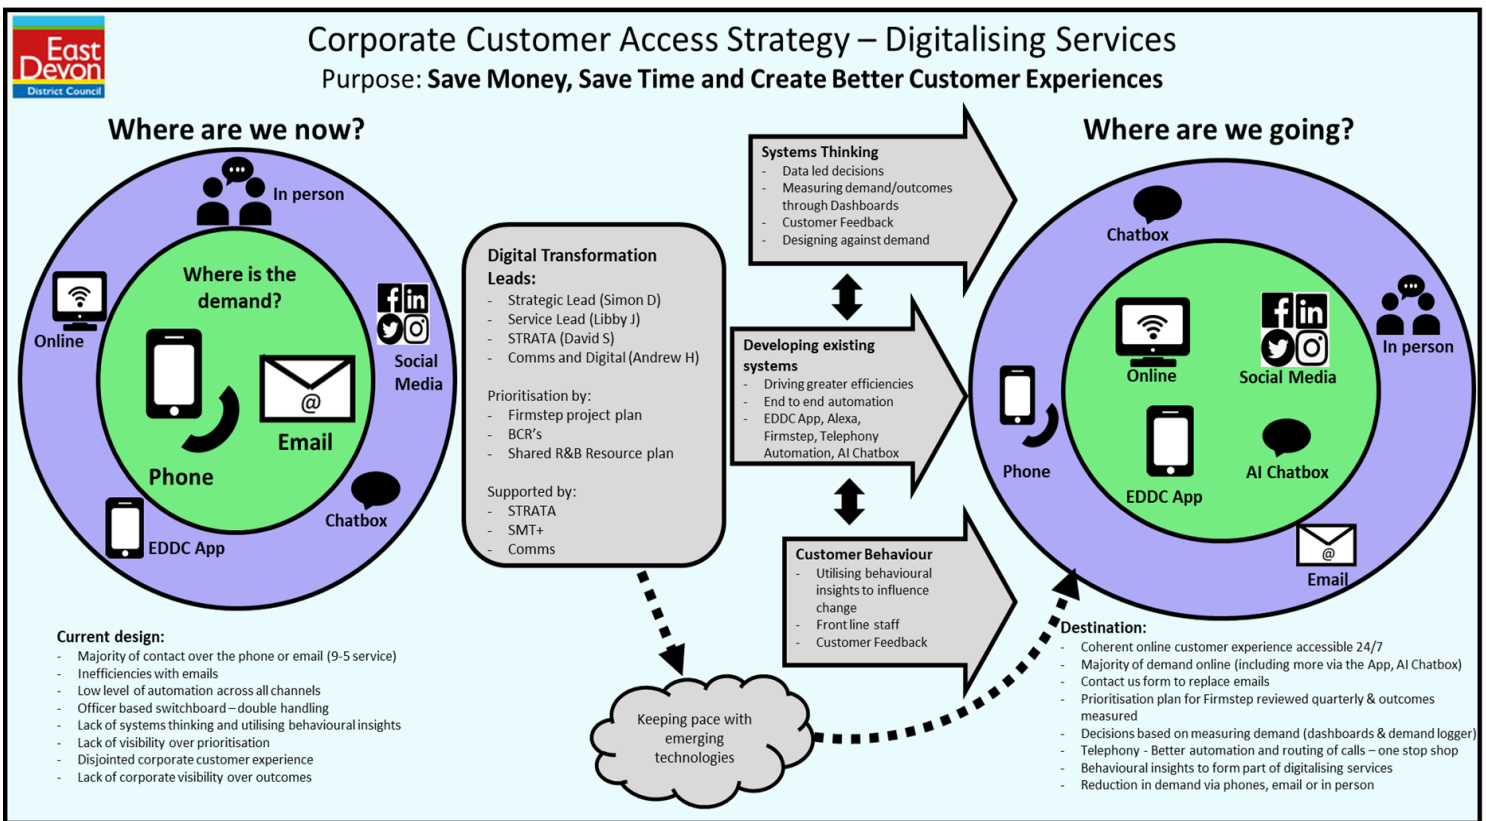 East
Devon
District Council
Corporate Customer Access Strategy – Digitalising Services
Purpose: Save Money, Save Time and Create Better Customer Experiences
Where are we now?
In person
Where is the
demand?
Online
Social
Media
@
Email
Phone
Chatbox
EDDC App
Current design:
- Majority of contact over the phone or email (9-5 service)
- Inefficiencies with emails
- Low level of automation across all channels
- Officer based switchboard – double handling
- Lack of systems thinking and utilising behavioural insights
- Lack of visibility over prioritisation
- Disjointed corporate customer experience
- Lack of corporate visibility over outcomes
Digital Transformation
Leads:
- Strategic Lead (Simon D)
- Service Lead (Libby J)
- STRATA (David S)
- Comms and Digital (Andrew H)
Prioritisation by:
- Firmstep project plan
- BCR's
- Shared R&B Resource plan
Supported by:
- STRATA
- SMT+
- Comms
Keeping pace with
emerging
technologies
Systems Thinking
- Data led decisions
- Measuring demand/outcomes
through Dashboards
- Customer Feedback
- Designing against demand
Developing existing
systems
- Driving greater efficiencies
- End to end automation
- EDDC App, Alexa,
Firmstep, Telephony
Automation, AI Chatbox
Customer Behaviour
- Utilising behavioural
insights to influence
change
- Front line staff
- Customer Feedback
Where are we going?
Chatbox
In person
Online
Social Media
Phone
EDDC App
AI Chatbox
@
Email
Destination:
- Coherent online customer experience accessible 24/7
- Majority of demand online (including more via the App, AI Chatbox)
- Contact us form to replace emails
- Prioritisation plan for Firmstep reviewed quarterly & outcomes
measured
- Decisions based on measuring demand (dashboards & demand logger)
- Telephony - Better automation and routing of calls – one stop shop
- Behavioural insights to form part of digitalising services
- Reduction in demand via phones, email or in person